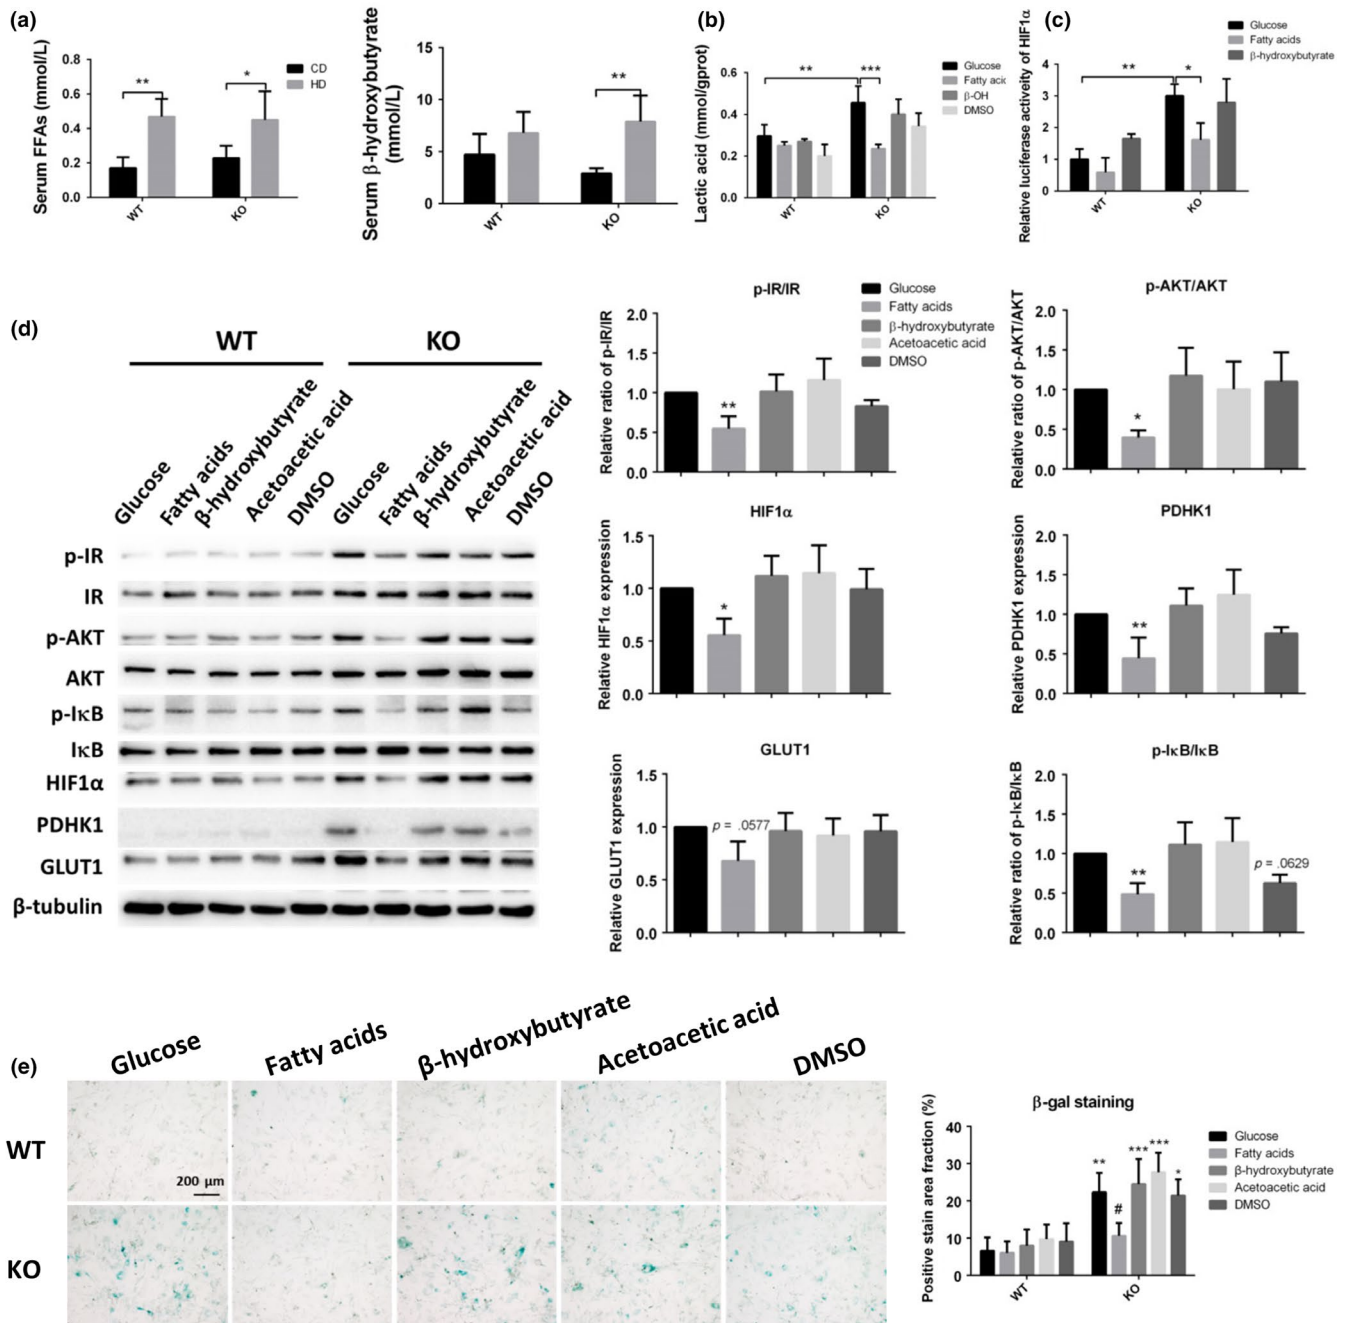 (a)
Serum FFAs (mmol/L)
0.8
0.6
0.4
0.2
0.0
**
*
CD
HD
WT
KO
Serum β-hydroxybutyrate
(mmol/L)
15
10
5
0
**
WT
KO
(b)
Lactic acid (mmol/gprot)
0.6
0.4
0.2
0.0
**
***
Glucose
Fatty acic
β-OH
DMSO
WT
KO
(c)
Relative luciferase activity of HIF1α
4
3
2
1
0
**
*
Glucose
Fatty acids
β-hydroxybutyrate
WT
KO
(d)
WT
KO
Glucose
Fatty acids
β-hydroxybutyrate
Acetoacetic acid
DMSO
Glucose
Fatty acids
β-hydroxybutyrate
Acetoacetic acid
DMSO
p-IR
IR
p-AKT
AKT
p-IκB
IκB
HIF1α
PDHK1
GLUT1
β-tubulin
p-IR/IR
Relative ratio of p-IR/IR
2.0
1.5
1.0
0.5
0.0
**
Glucose
Fatty acids
β-hydroxybutyrate
Acetoacetic acid
DMSO
p-AKT/AKT
Relative ratio of p-AKT/AKT
2.0
1.5
1.0
0.5
0.0
*
HIF1α
Relative HIF1α expression
1.5
1.0
0.5
0.0
*
PDHK1
Relative PDHK1 expression
2.0
1.5
1.0
0.5
0.0
**
GLUT1
Relative GLUT1 expression
1.5
1.0
0.5
0.0
p = .0577
p-IκB/IκB
Relative ratio of p-IκB/IκB
2.0
1.5
1.0
0.5
0.0
**
p = .0629
(e)
Glucose
Fatty acids
β-hydroxybutyrate
Acetoacetic acid
DMSO
WT
KO
200 µm
β-gal staining
Positive stain area fraction (%)
40
30
20
10
0
**
#
***
***
*
WT
KO
Glucose
Fatty acids
β-hydroxybutyrate
Acetoacetic acid
DMSO